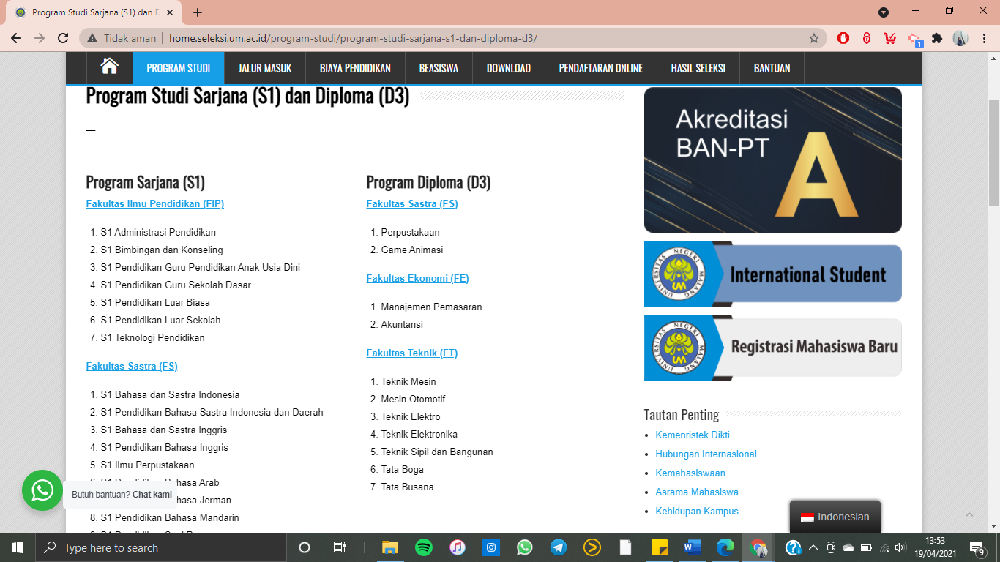 Program Studi Sarjana (S1) dan D
Tidak aman
home.seleksi.um.ac.id/program-studi/program-studi-sarjana-s1-dan-diploma-d3/
1
PROGRAM STUDI
JALUR MASUK
BIAYA PENDIDIKAN
BEASISWA
DOWNLOAD
PENDAFTARAN ONLINE
HASIL SELEKSI
BANTUAN
Program Studi Sarjana (S1) dan Diploma (D3)
—
Program Sarjana (S1)
Fakultas Ilmu Pendidikan (FIP)
1. S1 Administrasi Pendidikan
2. S1 Bimbingan dan Konseling
3. S1 Pendidikan Guru Pendidikan Anak Usia Dini
4. S1 Pendidikan Guru Sekolah Dasar
5. S1 Pendidikan Luar Biasa
6. S1 Pendidikan Luar Sekolah
7. S1 Teknologi Pendidikan
Fakultas Sastra (FS)
1. S1 Bahasa dan Sastra Indonesia
2. S1 Pendidikan Bahasa Sastra Indonesia dan Daerah
3. S1 Bahasa dan Sastra Inggris
4. S1 Pendidikan Bahasa Inggris
5. S1 Ilmu Perpustakaan
hasa Arab
hasa Jerman
8. S1 Pendidikan Bahasa Mandarin
Butuh bantuan? Chat kami
Program Diploma (D3)
Fakultas Sastra (FS)
1. Perpustakaan
2. Game Animasi
Fakultas Ekonomi (FE)
1. Manajemen Pemasaran
2. Akuntansi
Fakultas Teknik (FT)
1. Teknik Mesin
2. Mesin Otomotif
3. Teknik Elektro
4. Teknik Elektronika
5. Teknik Sipil dan Bangunan
6. Tata Boga
7. Tata Busana
Akreditasi
BAN-PT
A
UNIVERSITAS NEGERI MALANG
UM
International Student
UNIVERSITAS NEGERI MALANG
UM
Registrasi Mahasiswa Baru
Tautan Penting
Kemenristek Dikti
Hubungan Internasional
Kemahasiswaan
Asrama Mahasiswa
Kehidupan Kampus
Indonesian
Type here to search
13:53
19/04/2021
9